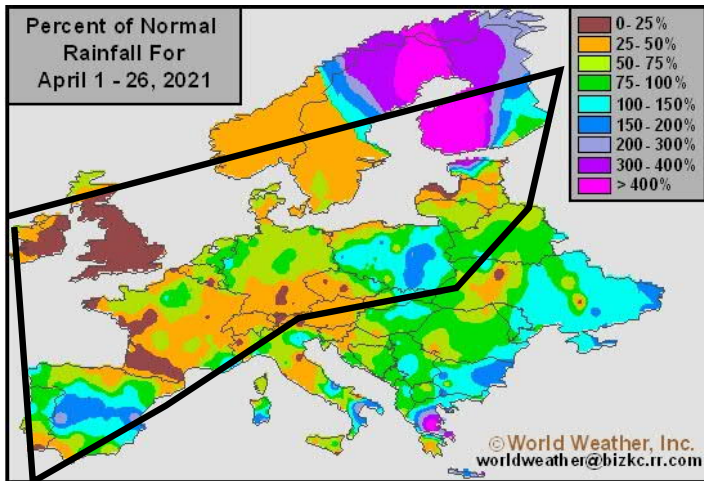 Percent of Normal
Rainfall For
April 1 - 26, 2021
0 - 25%
25 - 50%
50 - 75%
75 - 100%
100 - 150%
150 - 200%
200 - 300%
300 - 400%
> 400%
© World Weather, Inc.
worldweather@bizkc.rr.com